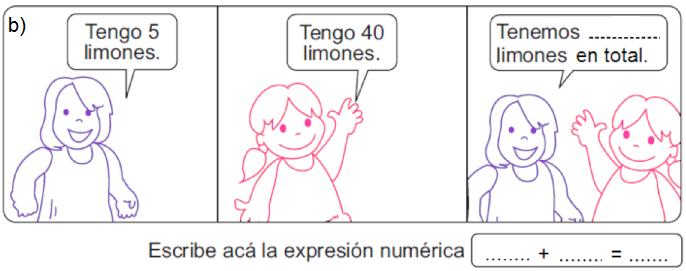 b)
Tengo 5
limones.
Tengo 40
limones.
Tenemos ..................
limones en total.
Escribe acá la expresión numérica ........ + ........ = .......